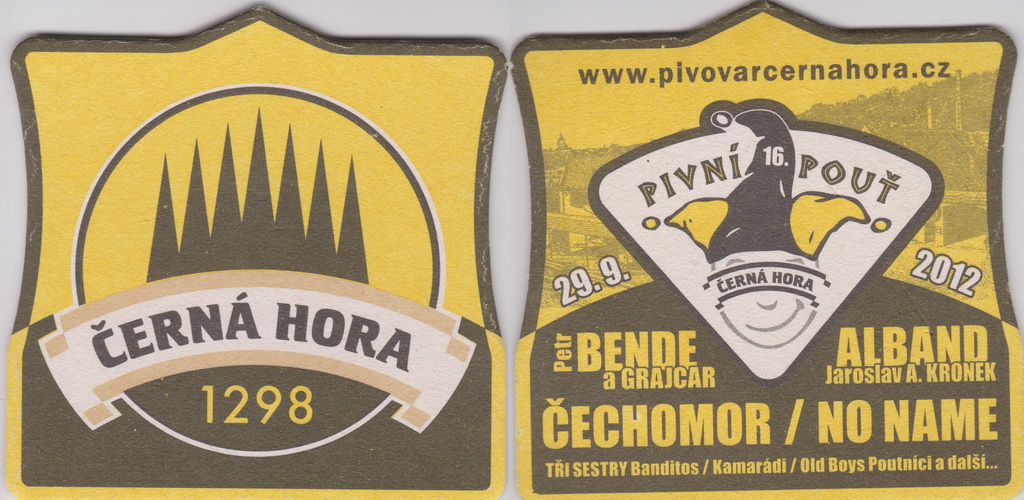 ČERNÁ HORA
1298
www.pivovarcernahora.cz
PIVNÍ 16. POUŤ
29. 9. 2012
ČERNÁ HORA
Petr BENDE
a GRAJCAR
ALBAND
Jaroslav A. KRONEK
ČECHOMOR / NO NAME
TŘI SESTRY Banditos / Kamarádi / Old Boys Poutníci a další...